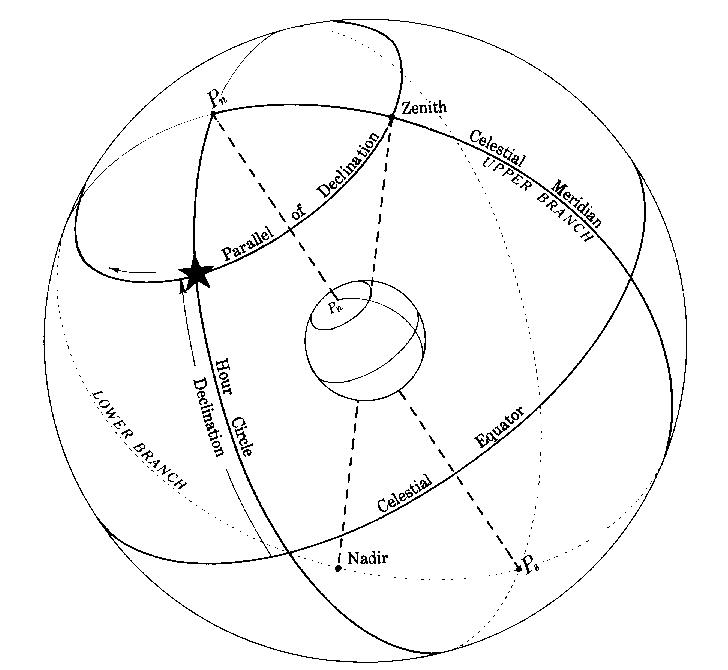 Pn
Zenith
Celestial Meridian
UPPER BRANCH
Parallel of Declination
Pn
Hour Circle
Declination
LOWER BRANCH
Celestial Equator
Nadir
Ps